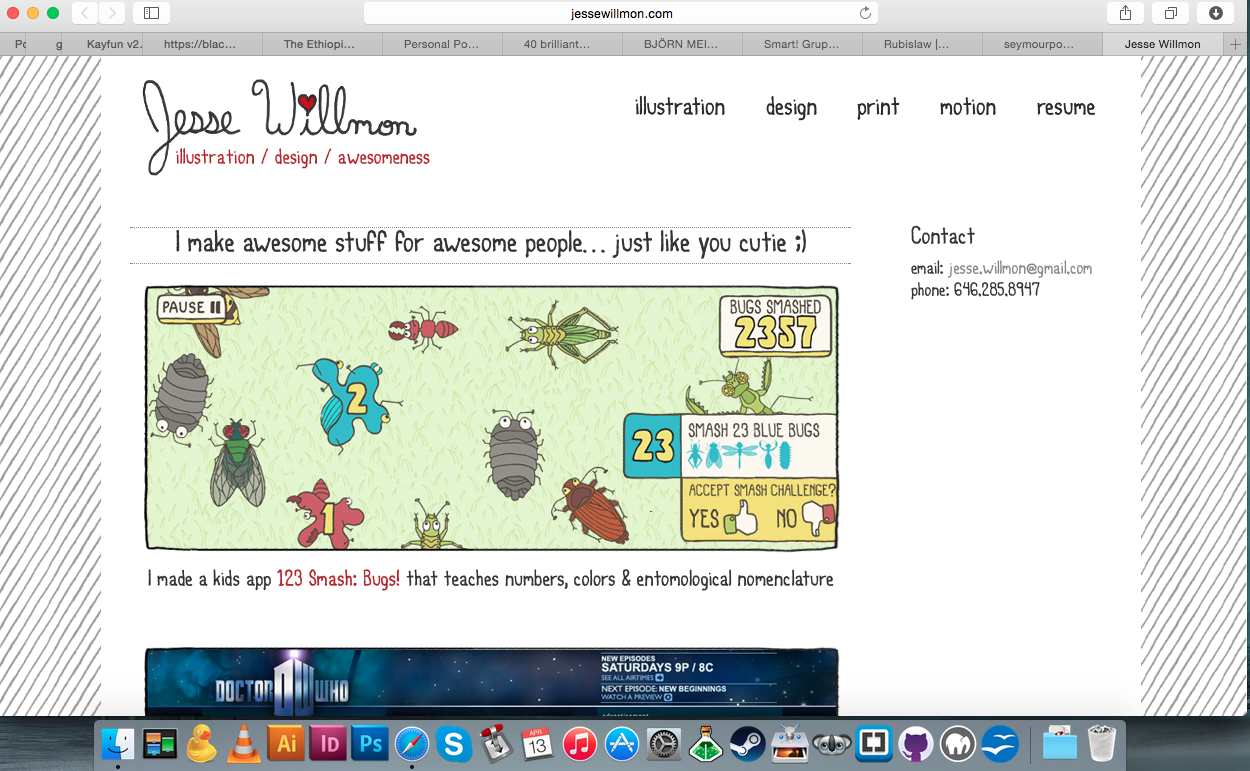 jessewillmon.com
Kayfun v2.
https://blac...
The Ethiopi...
Personal Po...
40 brilliant...
BJÖRN MEI...
Smart! Grup...
Rubislaw |...
seymourpo...
Jesse Willmon
Jesse Willmon
illustration / design / awesomeness
illustration design print motion resume
I make awesome stuff for awesome people... just like you cutie ;)
Contact
email: jesse.willmon@gmail.com
phone: 646.285.8947
PAUSE
BUGS SMASHED
2357
2
1
23
SMASH 23 BLUE BUGS
ACCEPT SMASH CHALLENGE?
YES NO
I made a kids app 123 Smash: Bugs! that teaches numbers, colors & entomological nomenclature
DOCTOR DW WHO
NEW EPISODES
SATURDAYS 9P / 8C
SEE ALL AIRTIMES
NEXT EPISODE: NEW BEGINNINGS
WATCH A PREVIEW
Ai
Id
Ps
S
APR
13